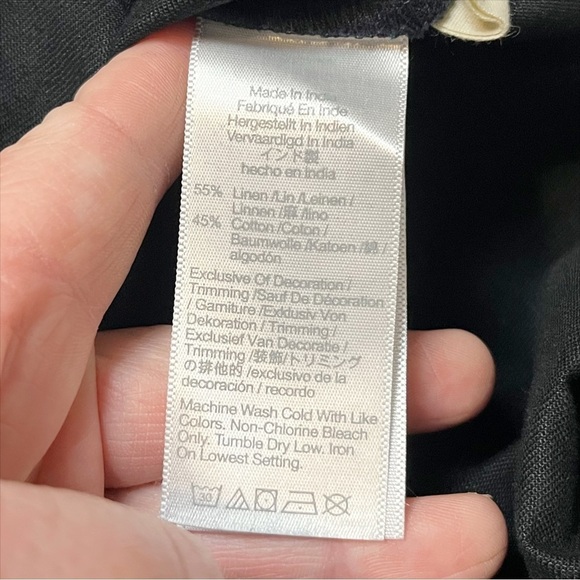 Made In India
Fabriqué En Inde
Hergestellt In Indien
Vervaardigd In India
インド製
hecho en india
55% Linen /Lin /Leinen /
Linnen /麻 /lino
45% Cotton /Coton /
Baumwolle /Katoen /綿 /
algodón
Exclusive Of Decoration /
Trimming /Sauf De Décoration
/ Garniture /Exklusiv Von
Dekoration / Trimming /
Exclusief Van Decoratie /
Trimming /装飾/トリミング
の排他的 /exclusivo de la
decoración / recordo
Machine Wash Cold With Like
Colors. Non-Chlorine Bleach
Only. Tumble Dry Low. Iron
On Lowest Setting.
30